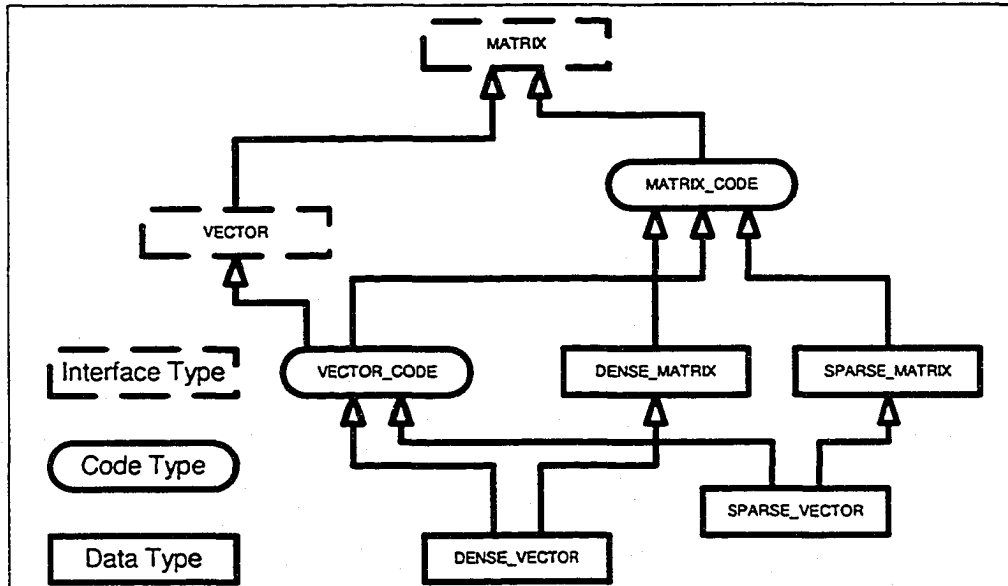 MATRIX
MATRIX_CODE
VECTOR
Interface Type
VECTOR_CODE
DENSE_MATRIX
SPARSE_MATRIX
Code Type
SPARSE_VECTOR
DENSE_VECTOR
Data Type